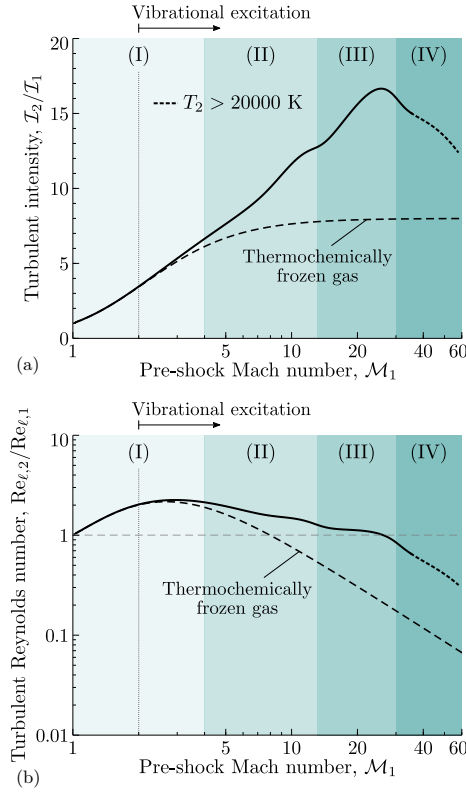 Vibrational excitation
(I)
(II)
(III)
(IV)
20
15
10
5
0
Turbulent intensity, ℐ₂/ℐ₁
T₂ > 20000 K
Thermochemically
frozen gas
1
5
10
20
40
60
Pre-shock Mach number, ℳ₁
(a)
Vibrational excitation
(I)
(II)
(III)
(IV)
10
1
0.1
0.01
Turbulent Reynolds number, Re_{ℓ,2}/Re_{ℓ,1}
Thermochemically
frozen gas
1
5
10
20
40
60
Pre-shock Mach number, ℳ₁
(b)